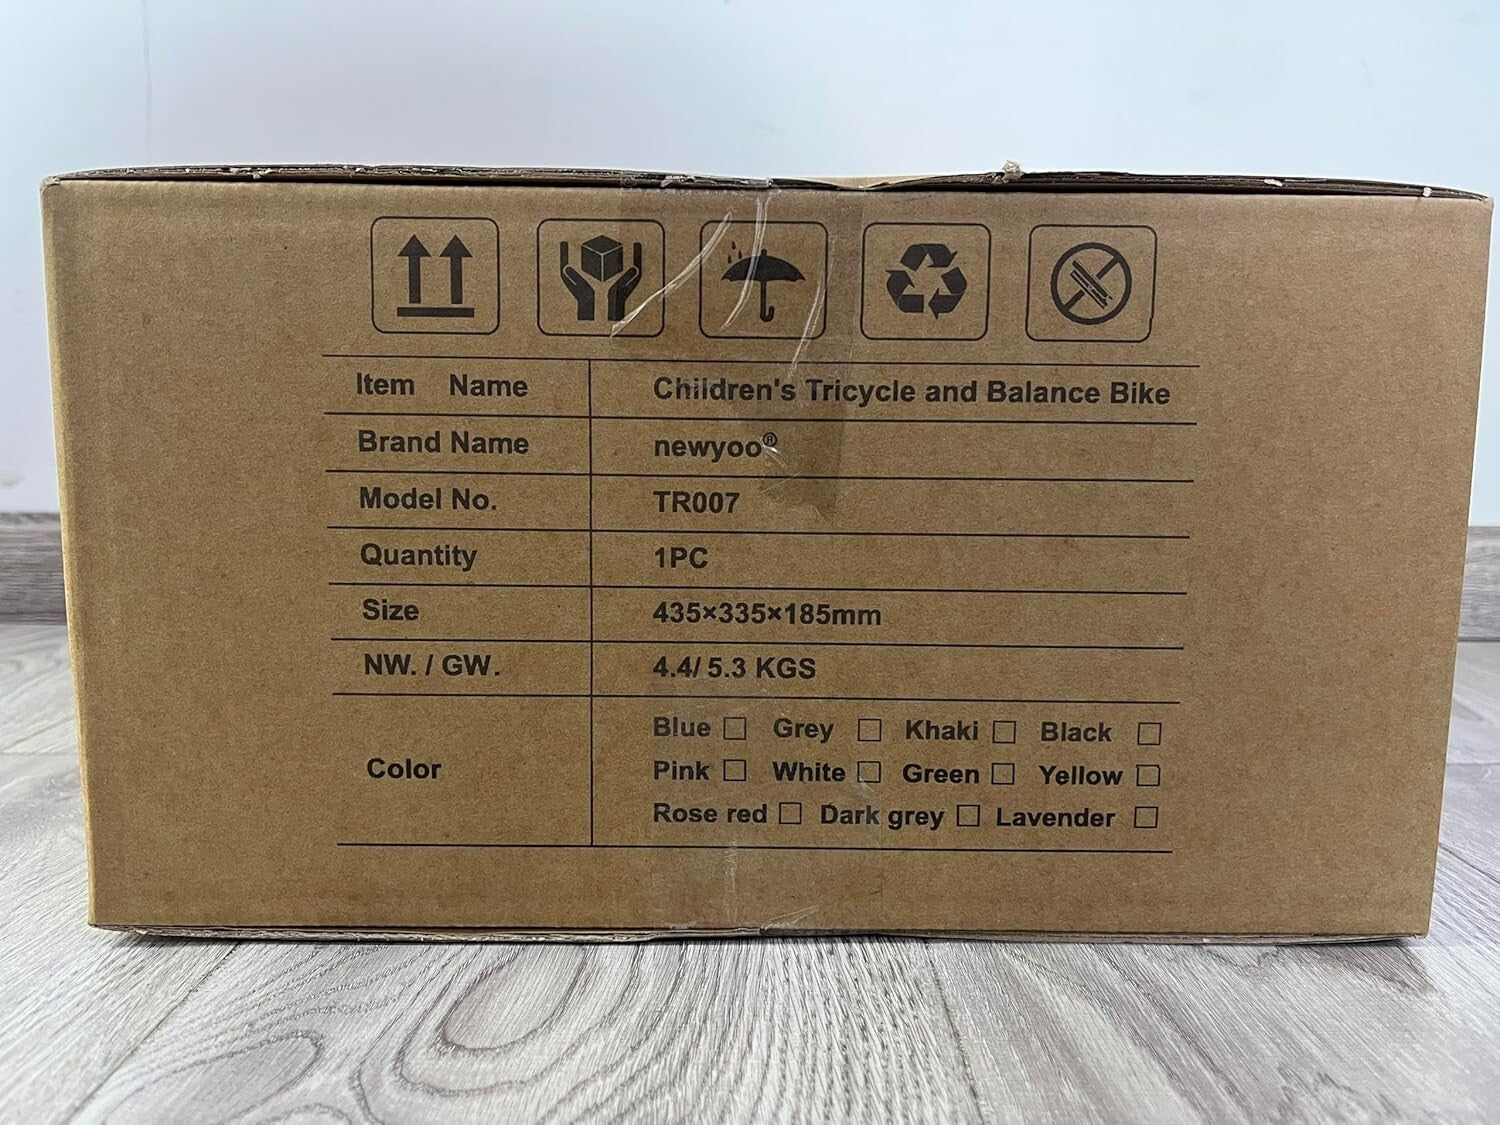 Item Name Children's Tricycle and Balance Bike
Brand Name newyoo®
Model No. TR007
Quantity 1PC
Size 435×335×185mm
NW. / GW. 4.4/ 5.3 KGS
Color
Blue □ Grey □ Khaki □ Black □
Pink □ White □ Green □ Yellow □
Rose red □ Dark grey □ Lavender □